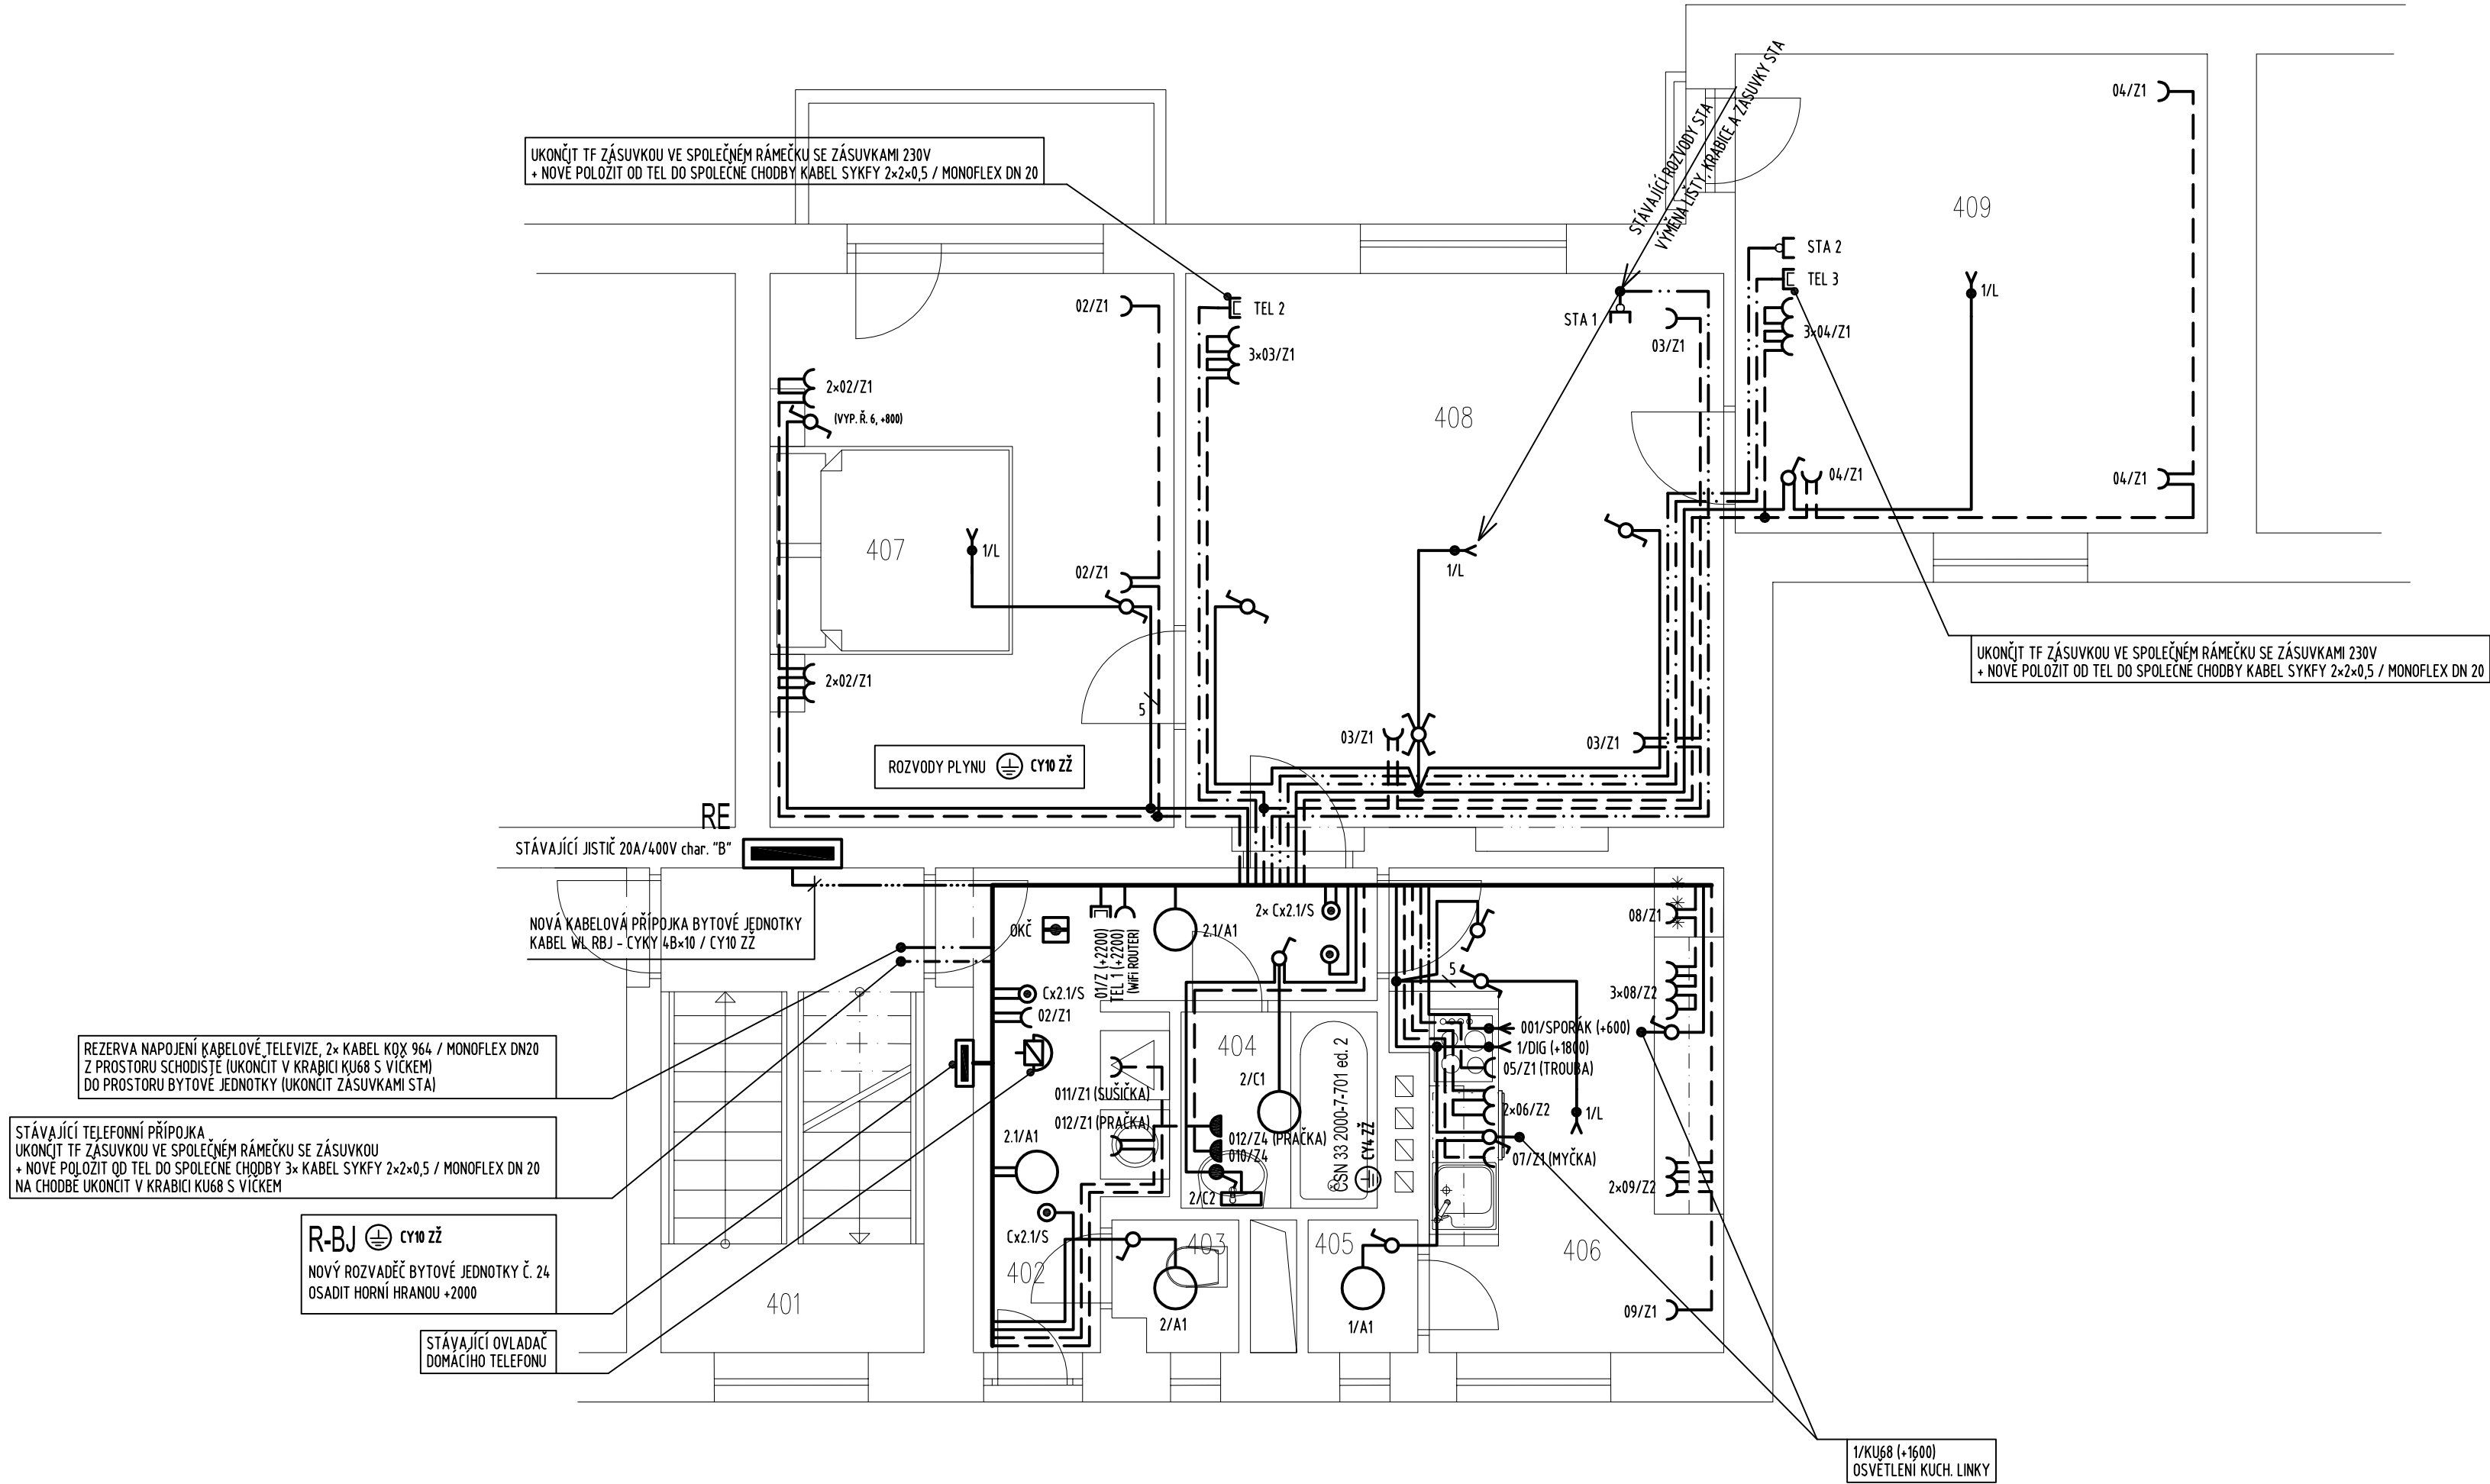 STÁVAJÍCÍ ROZVODY STA
VÝMĚNA LIŠTY, KRABICE A ZÁSUVKY STA
04/Z1
UKONČIT TF ZÁSUVKOU VE SPOLEČNÉM RÁMEČKU SE ZÁSUVKAMI 230V
+ NOVĚ POLOŽIT OD TEL DO SPOLEČNÉ CHODBY KABEL SYKFY 2×2×0,5 / MONOFLEX DN 20
409
STA 2
TEL 3
1/L
02/Z1
TEL 2
STA 1
03/Z1
3×04/Z1
3×03/Z1
2×02/Z1
(VYP. Ř. 6, +800)
408
04/Z1
04/Z1
407
1/L
1/L
02/Z1
UKONČIT TF ZÁSUVKOU VE SPOLEČNÉM RÁMEČKU SE ZÁSUVKAMI 230V
+ NOVĚ POLOŽIT OD TEL DO SPOLEČNÉ CHODBY KABEL SYKFY 2×2×0,5 / MONOFLEX DN 20
2×02/Z1
5
03/Z1
03/Z1
ROZVODY PLYNU CY10 ZŽ
RE
STÁVAJÍCÍ JISTIČ 20A/400V char. "B"
NOVÁ KABELOVÁ PŘÍPOJKA BYTOVÉ JEDNOTKY
KABEL WL RBJ - CYKY 4B×10 / CY10 ZŽ
OKČ
01/Z (+2200)
TEL 1 (+2200)
(WiFi ROUTER)
2.1/A1
2× Cx2.1/S
08/Z1
5
Cx2.1/S
02/Z1
3×08/Z2
001/SPORÁK (+600)
1/DIG (+1800)
05/Z1 (TROUBA)
404
2/C1
ČSN 33 2000-7-701 ed. 2
CY4 ZŽ
REZERVA NAPOJENÍ KABELOVÉ TELEVIZE, 2× KABEL KOX 964 / MONOFLEX DN20
Z PROSTORU SCHODIŠTĚ (UKONČIT V KRABICI KU68 S VÍČKEM)
DO PROSTORU BYTOVÉ JEDNOTKY (UKONČIT ZÁSUVKAMI STA)
011/Z1 (SUŠIČKA)
012/Z1 (PRAČKA)
2×06/Z2
1/L
2.1/A1
012/Z4 (PRAČKA)
010/Z4
07/Z1 (MYČKA)
STÁVAJÍCÍ TELEFONNÍ PŘÍPOJKA
UKONČIT TF ZÁSUVKOU VE SPOLEČNÉM RÁMEČKU SE ZÁSUVKOU
+ NOVĚ POLOŽIT OD TEL DO SPOLEČNÉ CHODBY 3× KABEL SYKFY 2×2×0,5 / MONOFLEX DN 20
NA CHODBĚ UKONČIT V KRABICI KU68 S VÍČKEM
2/C2
2×09/Z2
Cx2.1/S
R-BJ CY10 ZŽ
NOVÝ ROZVADĚČ BYTOVÉ JEDNOTKY Č. 24
OSADIT HORNÍ HRANOU +2000
402
403
405
406
401
2/A1
1/A1
09/Z1
STÁVAJÍCÍ OVLADAČ
DOMÁCÍHO TELEFONU
1/KU68 (+1600)
OSVĚTLENÍ KUCH. LINKY